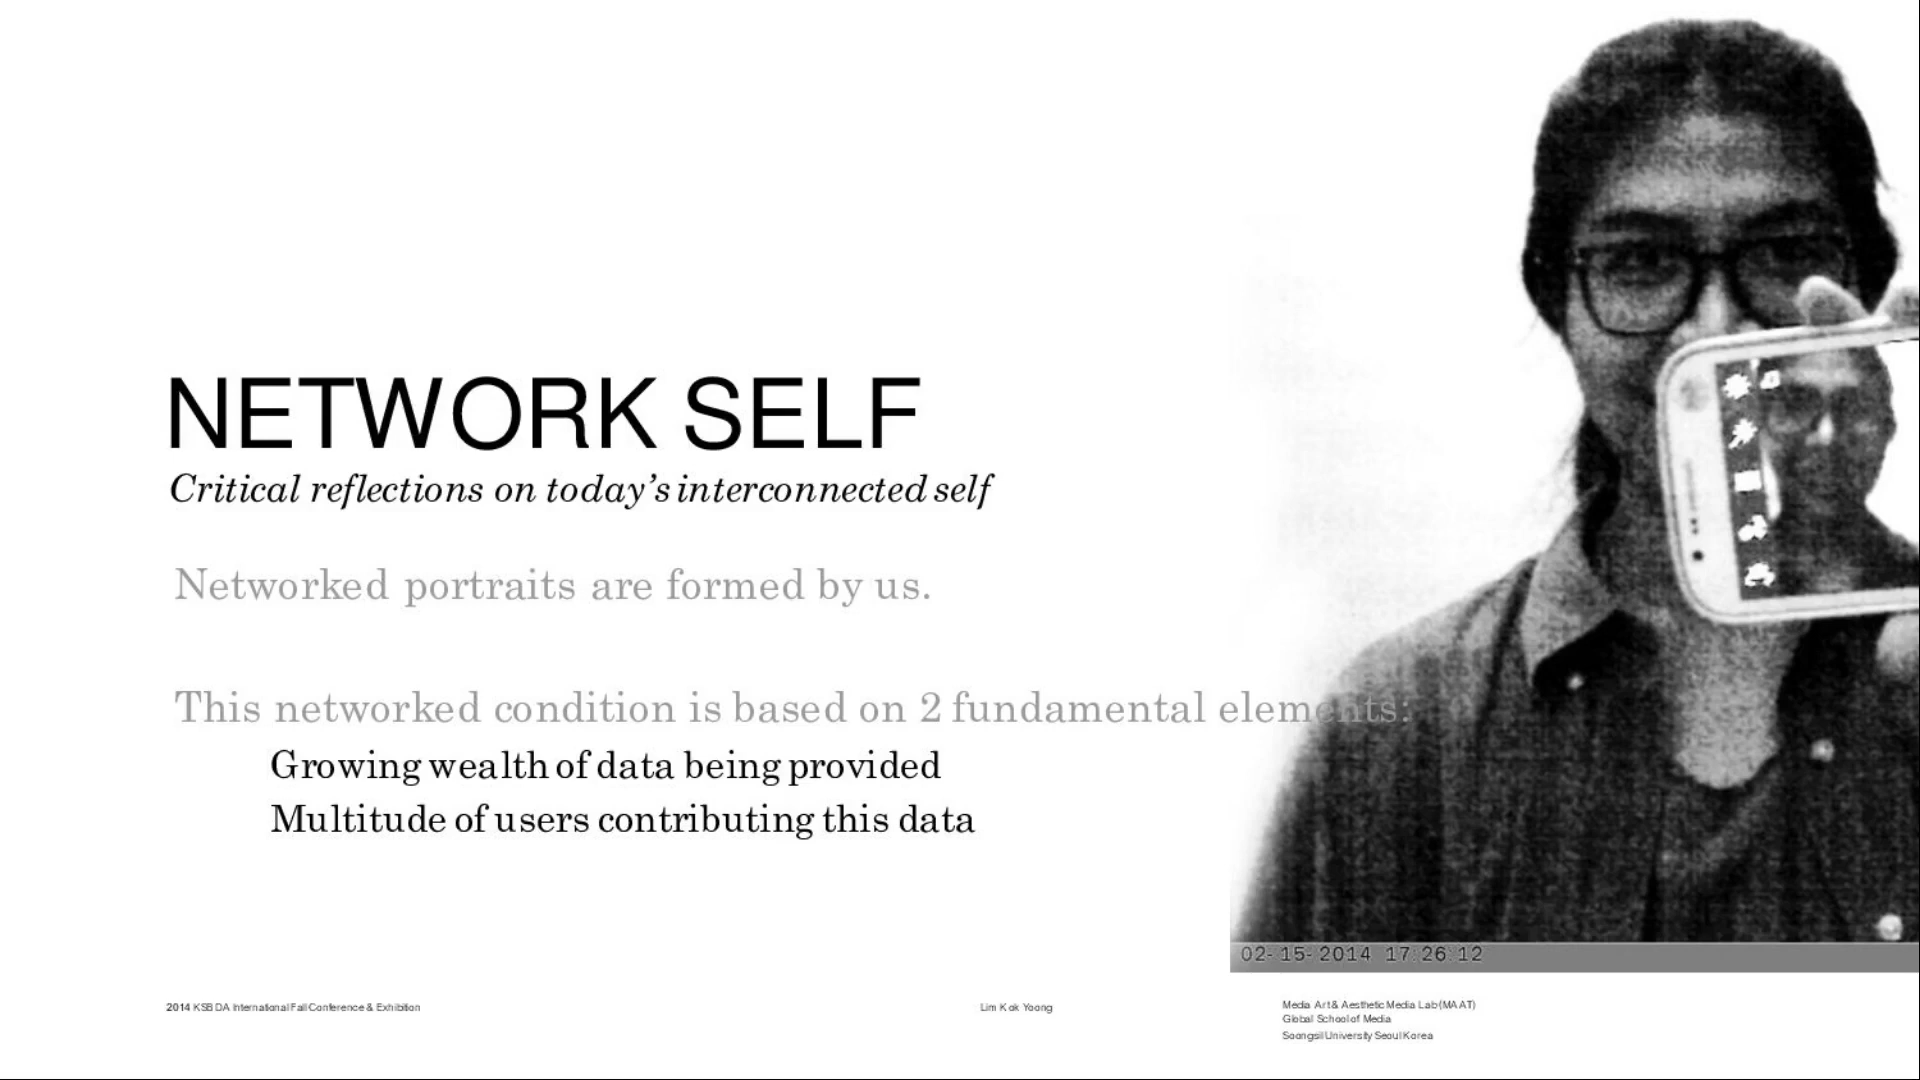 NETWORK SELF
Critical reflections on today's interconnected self
Networked portraits are formed by us.
This networked condition is based on 2 fundamental elements:
Growing wealth of data being provided
Multitude of users contributing this data
02-15-2014 17:26:12
2014 KSBDA International Fall Conference & Exhibition
Lim Kok Yoong
Media Art & Aesthetic Media Lab (MAAT)
Global School of Media
Soongsil University Seoul Korea